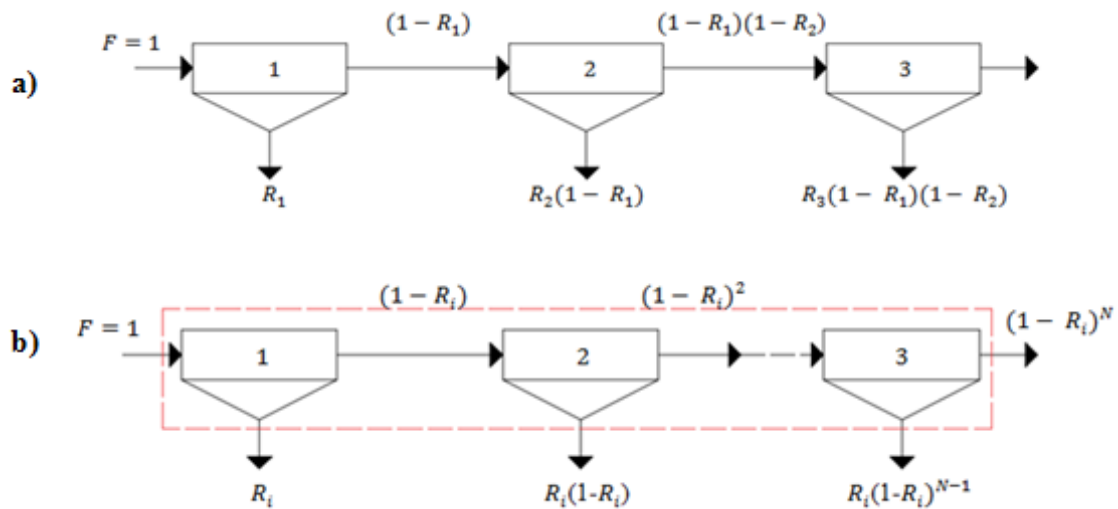 (1 − R₁)
(1 − R₁)(1 − R₂)
F = 1
a)
1
2
3
R₁
R₂(1 − R₁)
R₃(1 − R₁)(1 − R₂)
(1 − Rᵢ)
(1 − Rᵢ)²
(1 − Rᵢ)ᴺ
F = 1
b)
1
2
3
Rᵢ
Rᵢ(1-Rᵢ)
Rᵢ(1-Rᵢ)ᴺ⁻¹